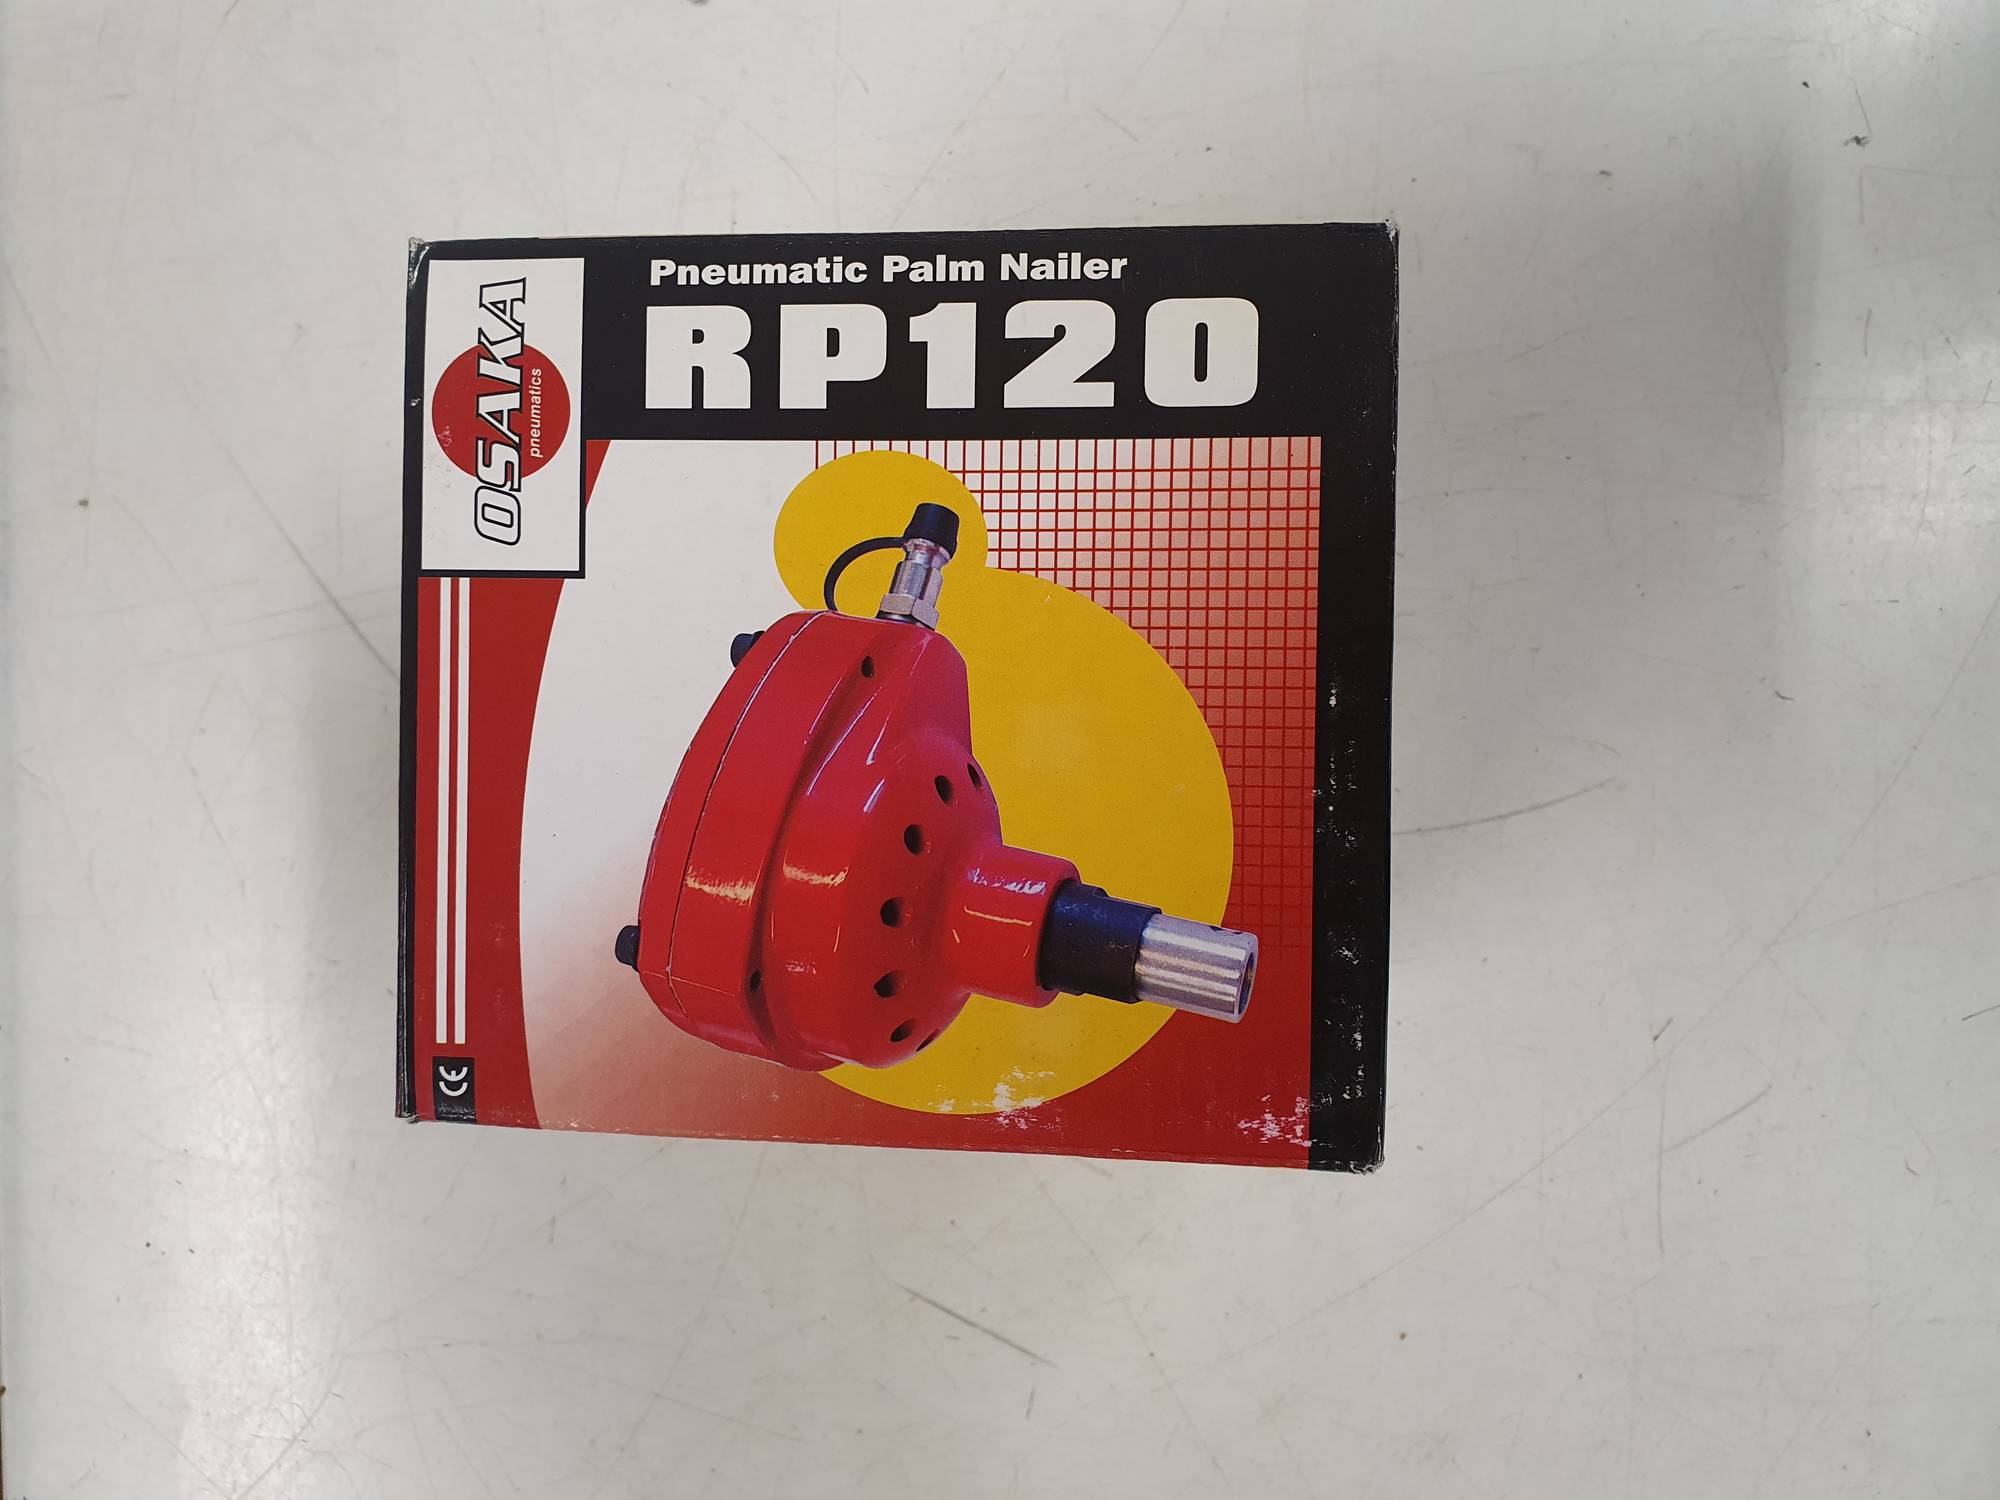 Pneumatic Palm Nailer
RP120
OSAKA
pneumatics
CE